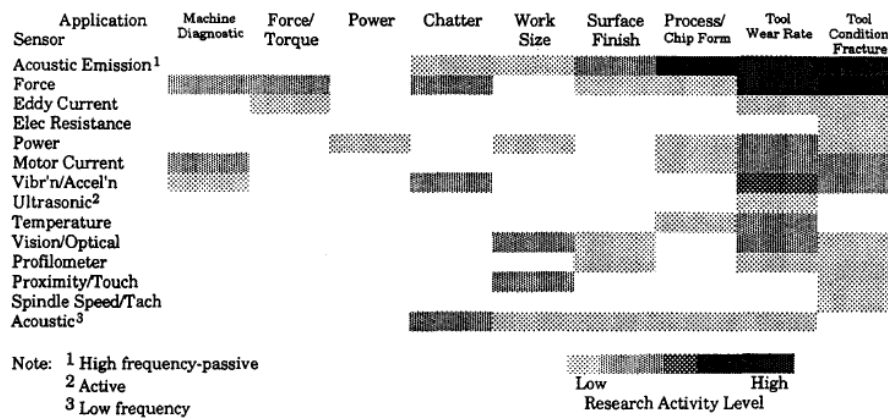 Application Machine Force/ Power Chatter Work Surface Process/ Tool Tool
Sensor Diagnostic Torque Size Finish Chip Form Wear Rate Condition
Fracture
Acoustic Emission1
Force
Eddy Current
Elec Resistance
Power
Motor Current
Vibr'n/Accel'n
Ultrasonic2
Temperature
Vision/Optical
Profilometer
Proximity/Touch
Spindle Speed/Tach
Acoustic3
Note: 1 High frequency-passive
2 Active
3 Low frequency
Low High
Research Activity Level